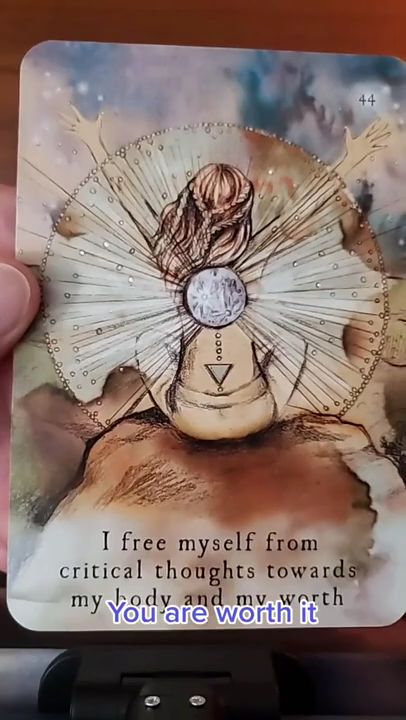 44
I free myself from
critical thoughts towards
my body and my worth
You are worth it